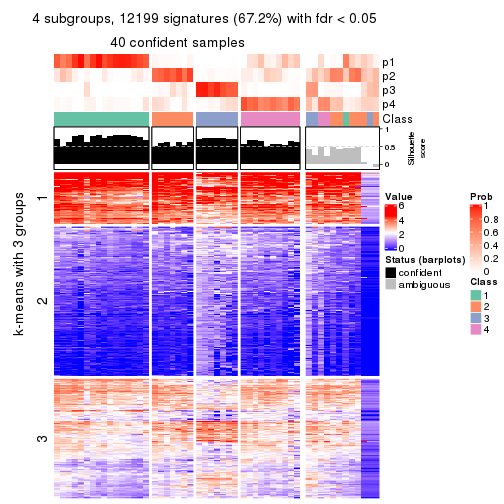 4 subgroups, 12199 signatures (67.2%) with fdr < 0.05
40 confident samples
p1
p2
p3
p4
Class
1
0.5
0
Silhouette
score
k-means with 3 groups
1
2
3
Value
6
4
2
0
Status (barplots)
confident
ambiguous
Prob
1
0.8
0.6
0.4
0.2
0
Class
1
2
3
4